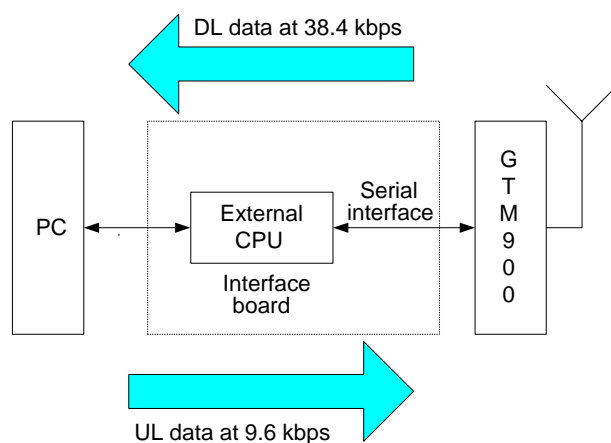 DL data at 38.4 kbps
PC
External
CPU
Serial
interface
Interface
board
G
T
M
9
0
0
UL data at 9.6 kbps